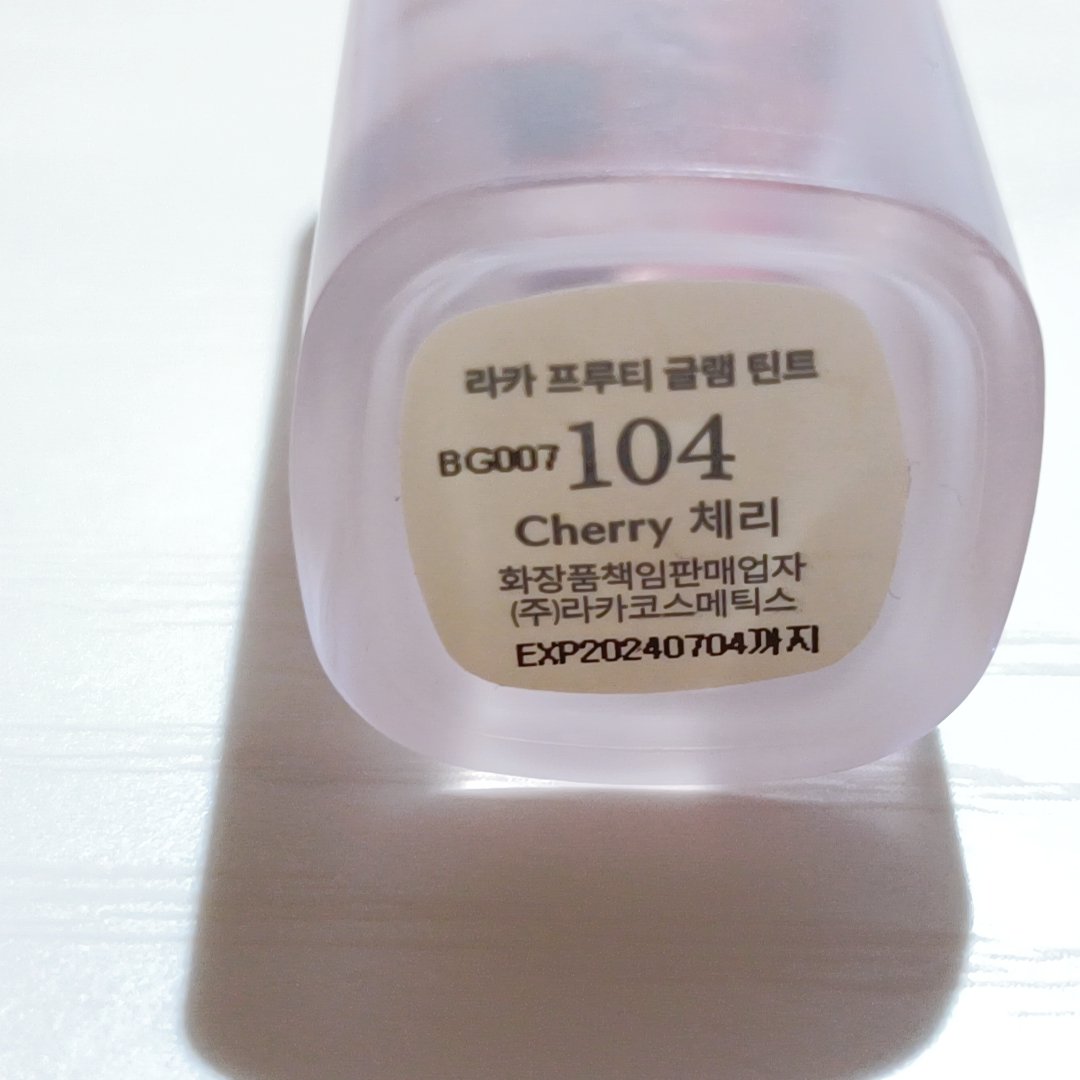 라카 프루티 글램 틴트
BG007 104
Cherry 체리
화장품책임판매업자
(주)라카코스메틱스
EXP20240704까지